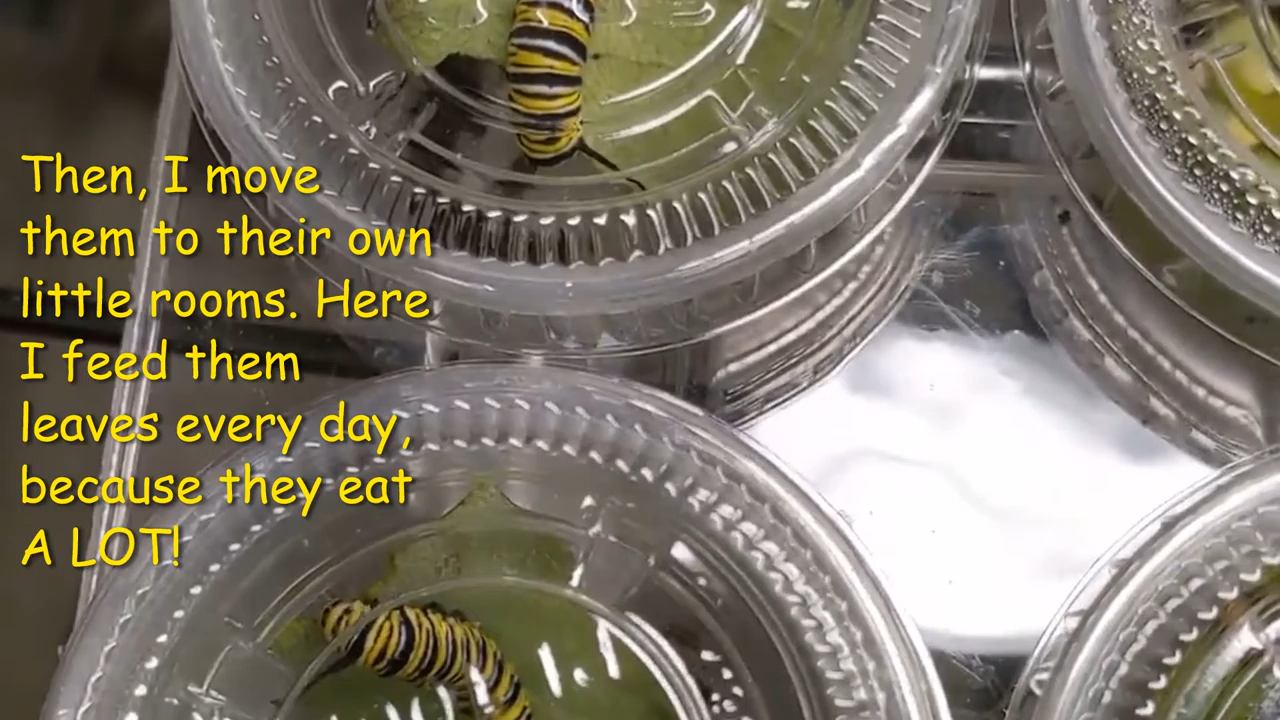 Then, I move
them to their own
little rooms. Here
I feed them
leaves every day,
because they eat
A LOT!